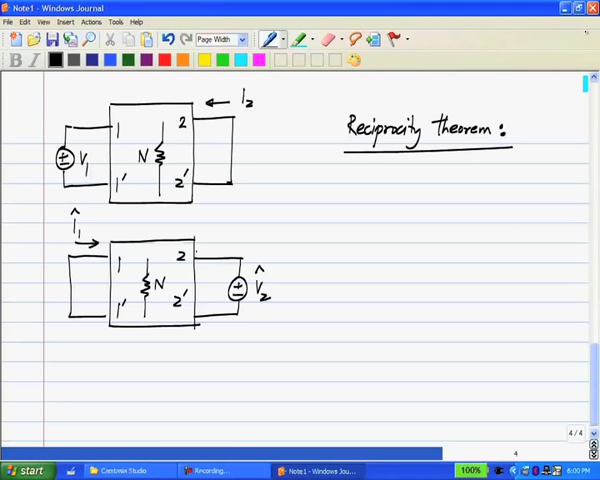 Note1 - Windows Journal
File Edit View Insert Actions Tools Help
Page Width
B I
I2
Reciprocity Theorem:
1 2
V1 N
1' 2'
Î1
1 2
N V̂2
1' 2'
4 / 4
4
start Camtasia Studio Recording... Note1 - Windows Jou... 100% 6:00 PM